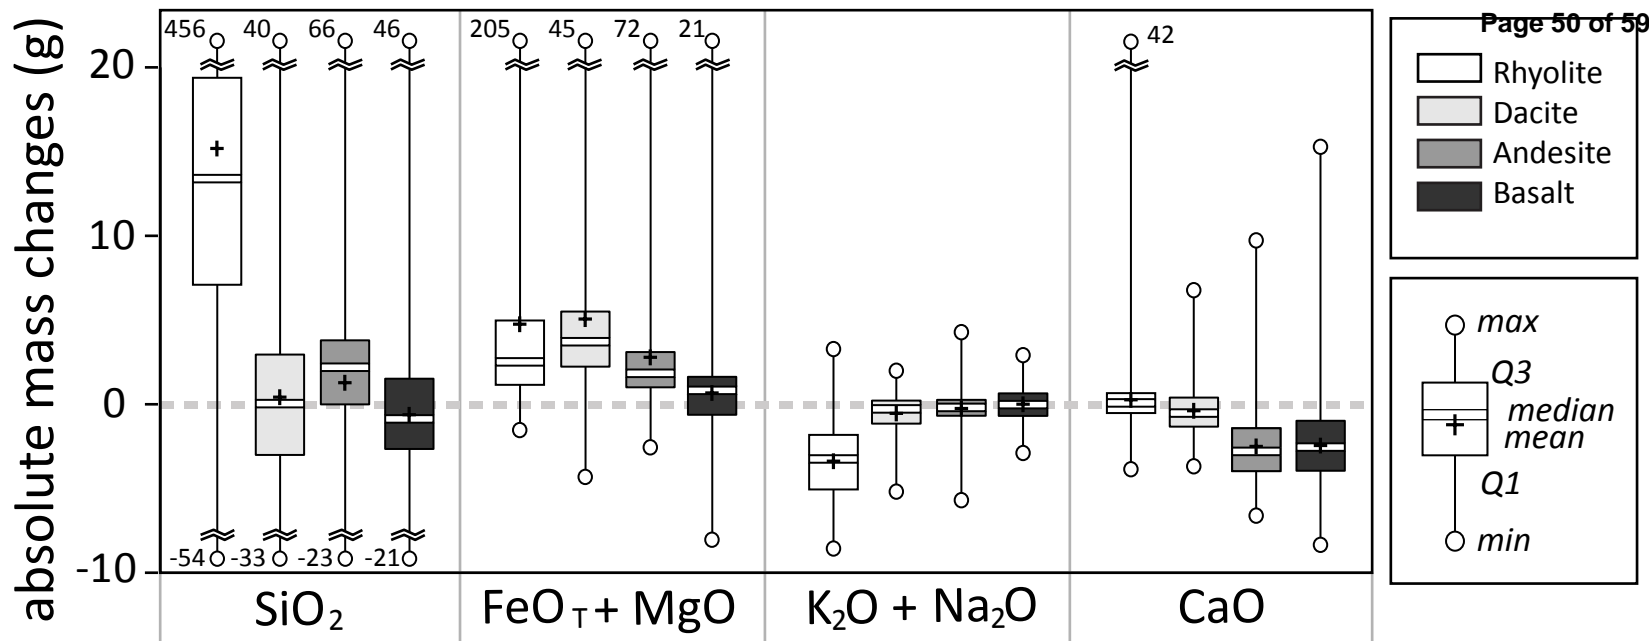 absolute mass changes (g)
20
10
0
-10
456 40 66 46 205 45 72 21 42
-54 -33 -23 -21
SiO₂ FeO T + MgO K₂O + Na₂O CaO
Page 50 of 59
Rhyolite
Dacite
Andesite
Basalt
max
Q3
median
mean
Q1
min